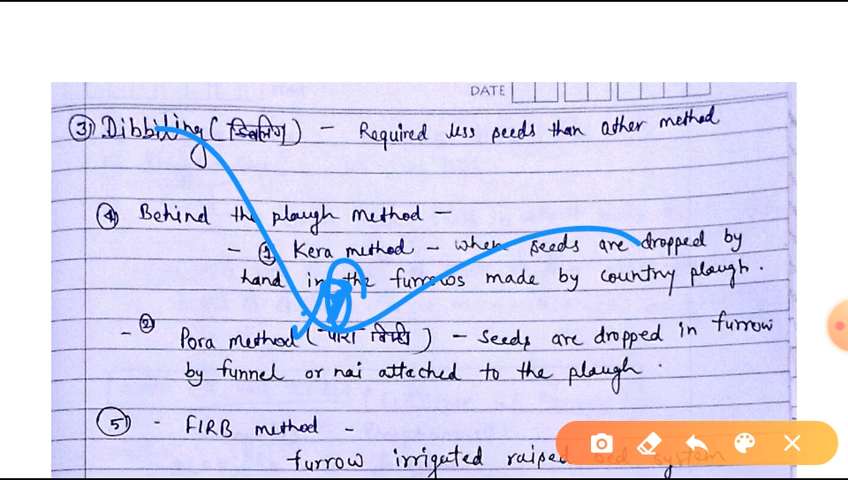 DATE
③ Dibbiling (डिबलिंग) - Required less seeds than other method
④ Behind the plough method -
- ① Kera method - when seeds are dropped by
hand in the furrows made by country plough.
- ② Pora method (पोरा विधी) - Seeds are dropped in furrow
by funnel or nai attached to the plough.
⑤ - FIRB method -
furrow irrigated raised bed system